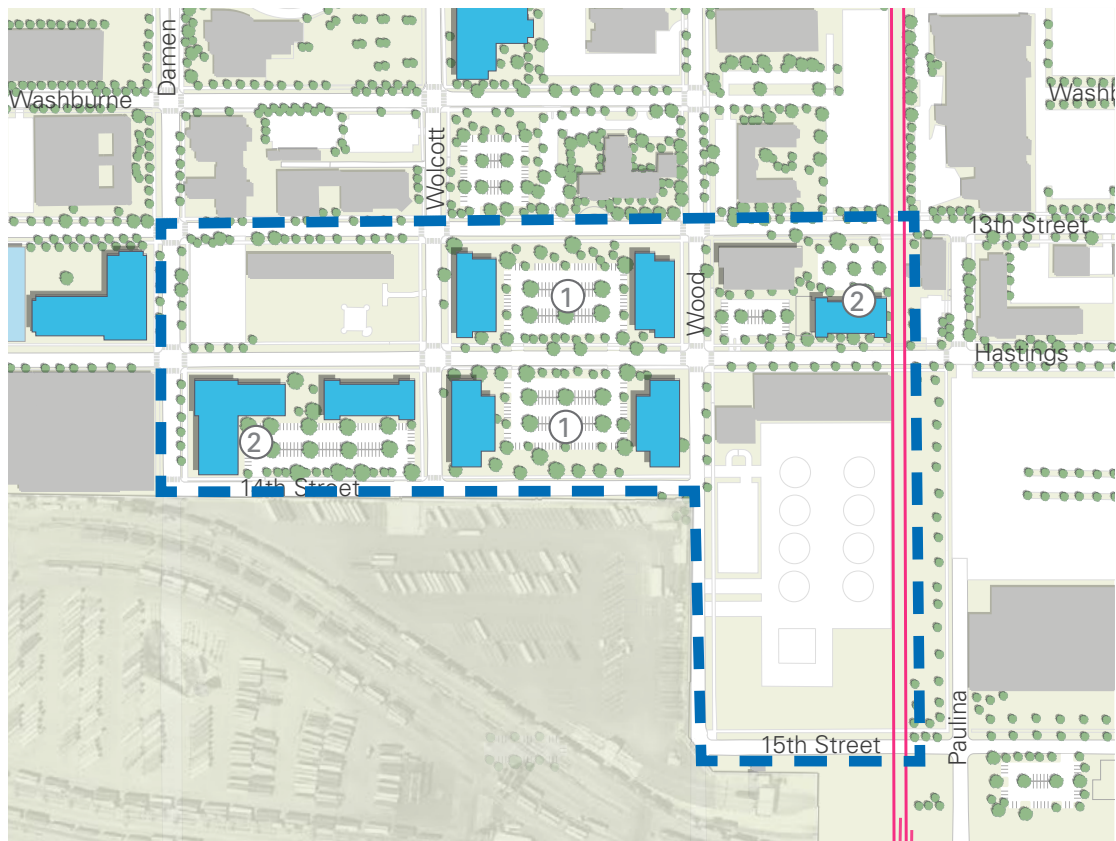 Damen
Washburne
Washb
Wolcott
13th Street
1
2
Wood
Hastings
1
2
14th Street
15th Street
Paulina